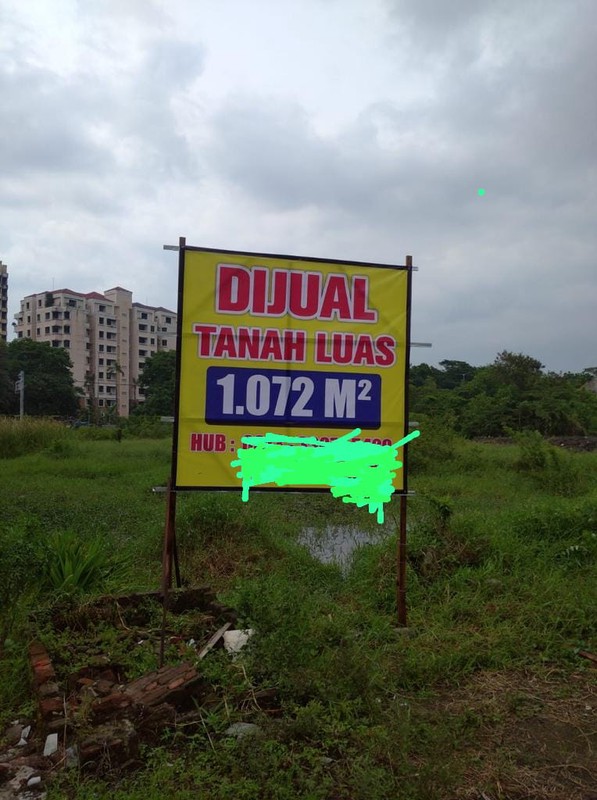 DIJUAL
TANAH LUAS
1.072 M²
HUB :